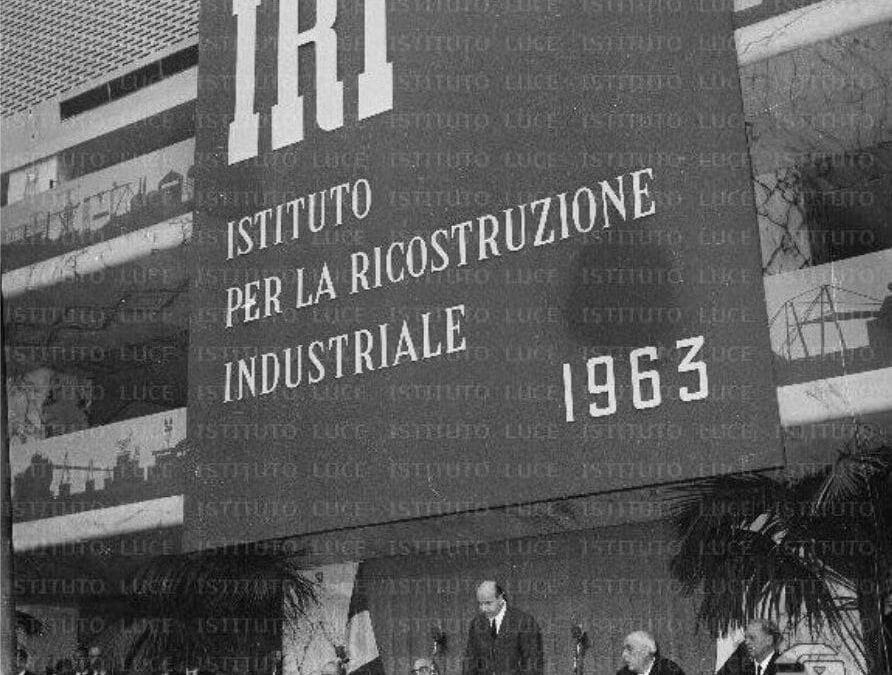 IRI
ISTITUTO
PER LA RICOSTRUZIONE
INDUSTRIALE
1963
ISTITUTO LUCE